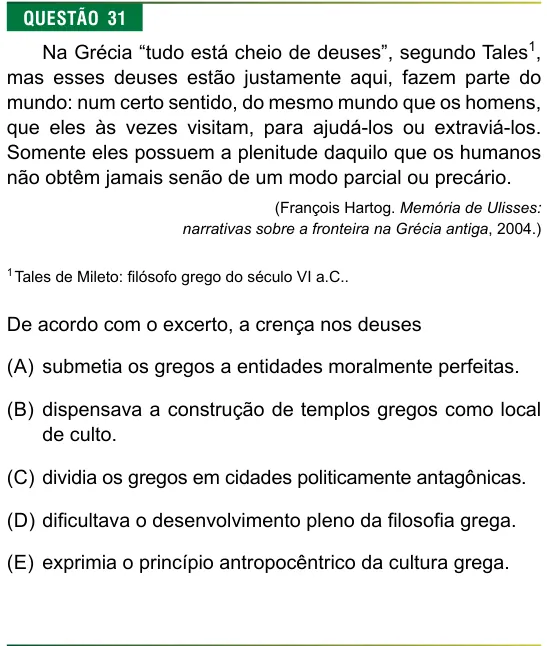 QUESTÃO 31
Na Grécia “tudo está cheio de deuses”, segundo Tales¹,
mas esses deuses estão justamente aqui, fazem parte do
mundo: num certo sentido, do mesmo mundo que os homens,
que eles às vezes visitam, para ajudá-los ou extraviá-los.
Somente eles possuem a plenitude daquilo que os humanos
não obtêm jamais senão de um modo parcial ou precário.
(François Hartog. Memória de Ulisses:
narrativas sobre a fronteira na Grécia antiga, 2004.)
¹Tales de Mileto: filósofo grego do século VI a.C..
De acordo com o excerto, a crença nos deuses
(A) submetia os gregos a entidades moralmente perfeitas.
(B) dispensava a construção de templos gregos como local
de culto.
(C) dividia os gregos em cidades politicamente antagônicas.
(D) dificultava o desenvolvimento pleno da filosofia grega.
(E) exprimia o princípio antropocêntrico da cultura grega.